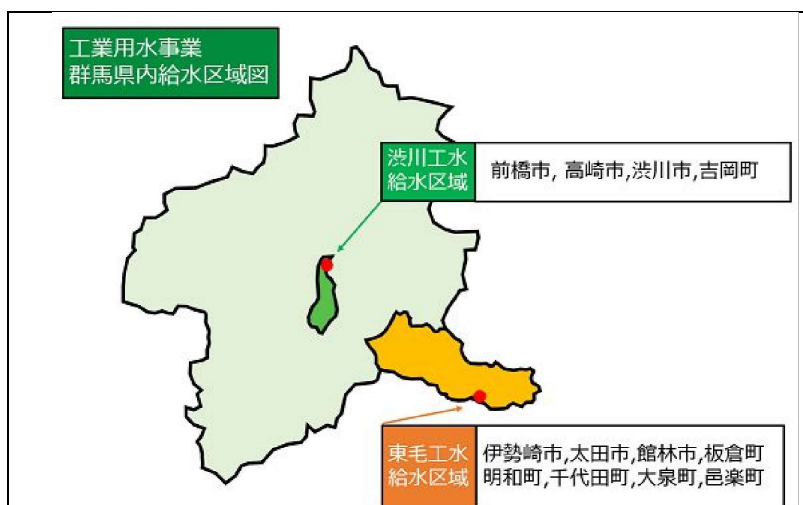 工業用水事業
群馬県内給水区域図
渋川工水
給水区域
前橋市, 高崎市,渋川市,吉岡町
東毛工水
給水区域
伊勢崎市,太田市,館林市,板倉町
明和町,千代田町,大泉町,邑楽町